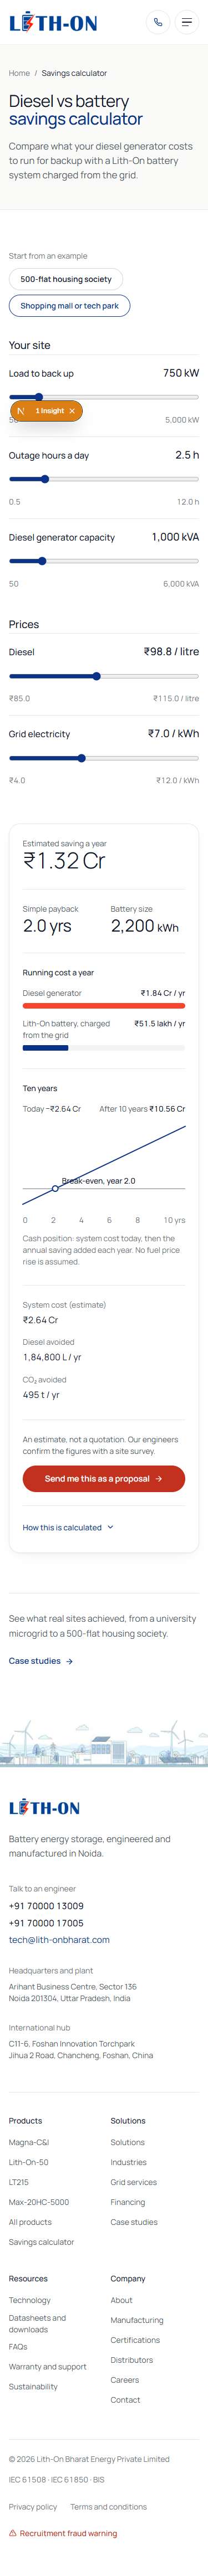 LITH-ON
Home / Savings calculator
Diesel vs battery
savings calculator
Compare what your diesel generator costs
to run for backup with a Lith-On battery
system charged from the grid.
Start from an example
500-flat housing society
Shopping mall or tech park
Your site
Load to back up 750 kW
1 Insight
5,000 kW
Outage hours a day 2.5 h
0.5 12.0 h
Diesel generator capacity 1,000 kVA
50 6,000 kVA
Prices
Diesel ₹98.8 / litre
₹85.0 ₹115.0 / litre
Grid electricity ₹7.0 / kWh
₹4.0 ₹12.0 / kWh
Estimated saving a year
₹1.32 Cr
Simple payback Battery size
2.0 yrs 2,200 kWh
Running cost a year
Diesel generator ₹1.84 Cr / yr
Lith-On battery, charged ₹51.5 lakh / yr
from the grid
Ten years
Today −₹2.64 Cr After 10 years ₹10.56 Cr
Break-even, year 2.0
0 2 4 6 8 10 yrs
Cash position: system cost today, then the
annual saving added each year. No fuel price
rise is assumed.
System cost (estimate)
₹2.64 Cr
Diesel avoided
1,84,800 L / yr
CO₂ avoided
495 t / yr
An estimate, not a quotation. Our engineers
confirm the figures with a site survey.
Send me this as a proposal →
How this is calculated
See what real sites achieved, from a university
microgrid to a 500-flat housing society.
Case studies →
LITH-ON
Battery energy storage, engineered and
manufactured in Noida.
Talk to an engineer
+91 70000 13009
+91 70000 17005
tech@lith-onbharat.com
Headquarters and plant
Arihant Business Centre, Sector 136
Noida 201304, Uttar Pradesh, India
International hub
C11-6, Foshan Innovation Torchpark
Jihua 2 Road, Chancheng, Foshan, China
Products Solutions
Magna-C&I Solutions
Lith-On-50 Industries
LT215 Grid services
Max-20HC-5000 Financing
All products Case studies
Savings calculator
Resources Company
Technology About
Datasheets and Manufacturing
downloads
FAQs Certifications
Warranty and support Distributors
Sustainability Careers
Contact
© 2026 Lith-On Bharat Energy Private Limited
IEC 61508 · IEC 61850 · BIS
Privacy policy Terms and conditions
Recruitment fraud warning